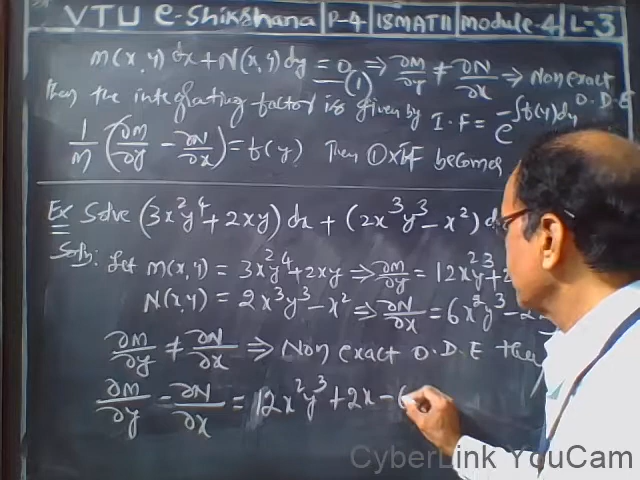 VTU e-Shikshana P-4 18MAT11 Module-4 L-3
M(x,y) dx + N(x,y) dy = 0 (1) ⇒ ∂M/∂y ≠ ∂N/∂x ⇒ Non exact O.D.E
Then the integrating factor is given by I.F = e^{-∫f(y)dy}
1/M (∂M/∂y - ∂N/∂x) = f(y) Then ① × IF becomes
Ex Solve (3x²y⁴ + 2xy) dx + (2x³y³ - x²) d
Soln: Let M(x,y) = 3x²y⁴ + 2xy ⇒ ∂M/∂y = 12x²y³ + 2
N(x,y) = 2x³y³ - x² ⇒ ∂N/∂x = 6x²y³ - 2
∂M/∂y ≠ ∂N/∂x ⇒ Non exact O.D.E then
∂M/∂y - ∂N/∂x = 12x²y³ + 2x - 6
CyberLink YouCam